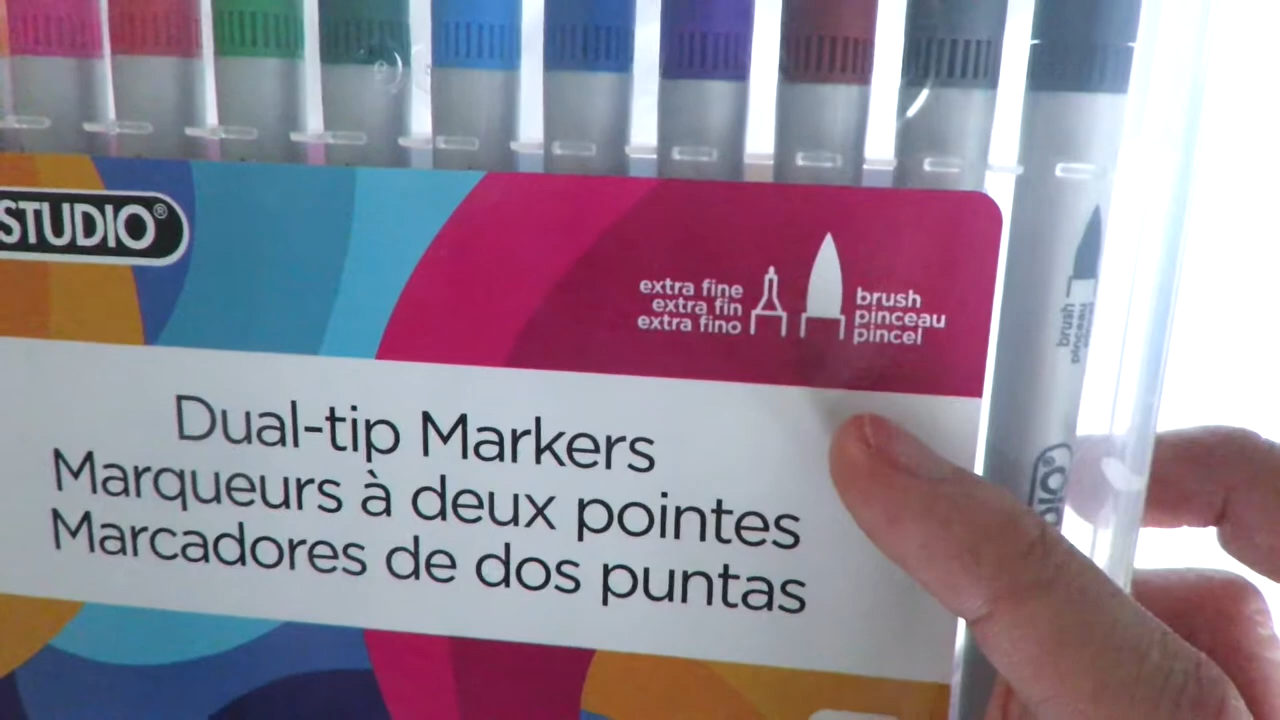 STUDIO®
extra fine
extra fin
extra fino
brush
pinceau
pincel
Dual-tip Markers
Marqueurs à deux pointes
Marcadores de dos puntas
brush
pinceau